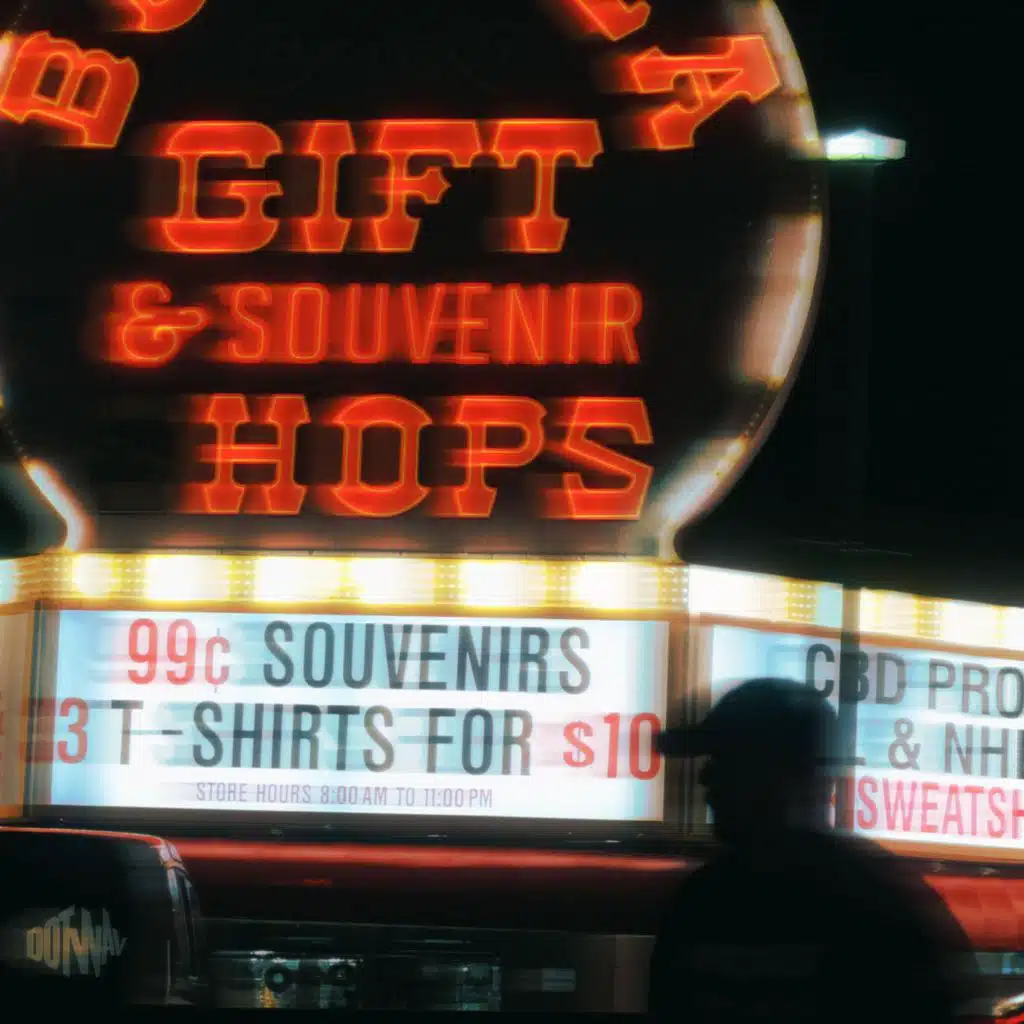 GIFT
& SOUVENIR
HOPS
99¢ SOUVENIRS
3 T-SHIRTS FOR $10
STORE HOURS 8:00 AM TO 11:00 PM
CBD PRO
& NH
SWEATSH